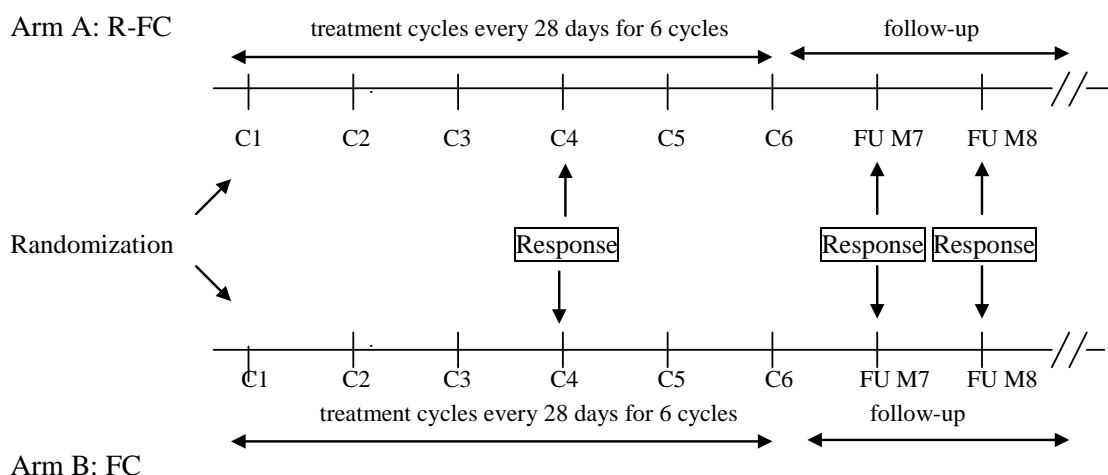 Arm A: R-FC
treatment cycles every 28 days for 6 cycles
follow-up
C1 C2 C3 C4 C5 C6 FU M7 FU M8
Randomization
Response Response Response
C1 C2 C3 C4 C5 C6 FU M7 FU M8
treatment cycles every 28 days for 6 cycles
follow-up
Arm B: FC